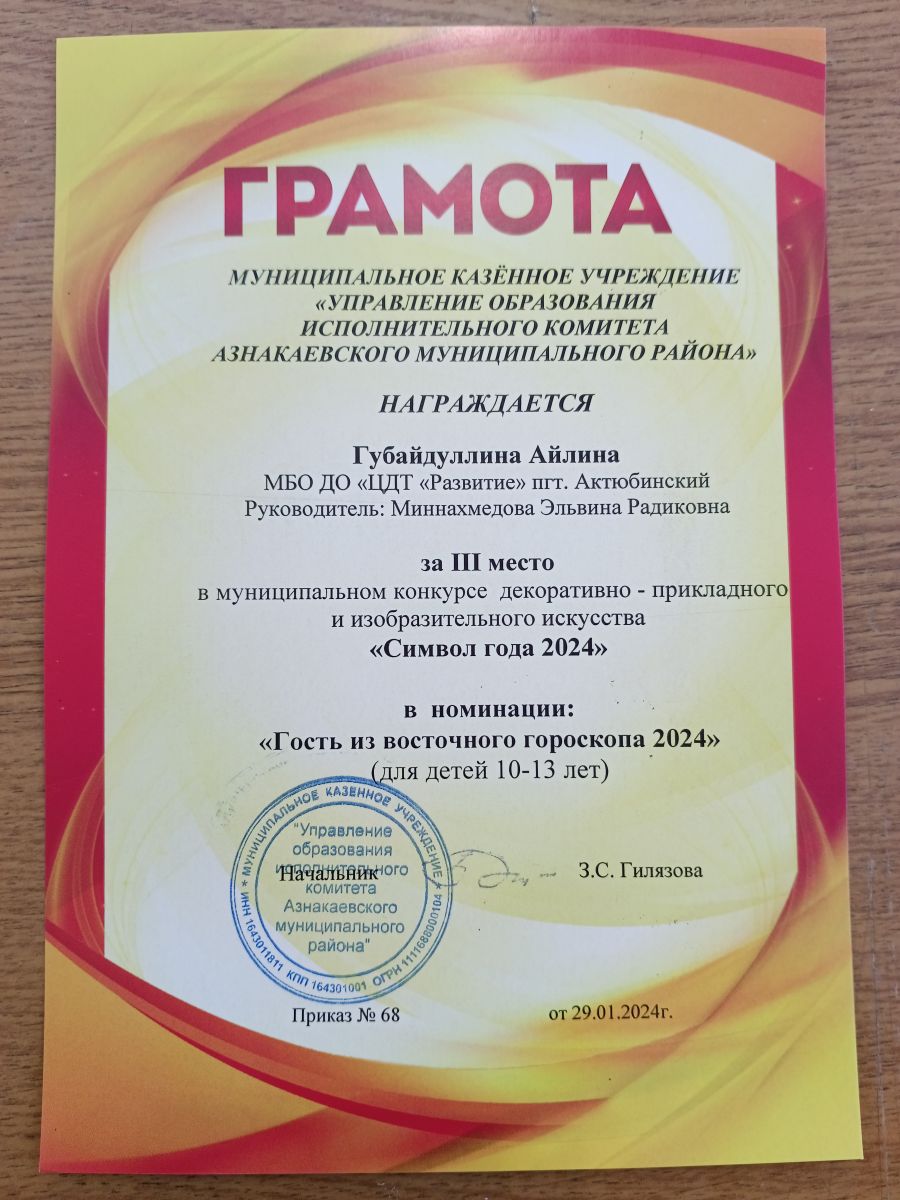 ГРАМОТА
МУНИЦИПАЛЬНОЕ КАЗЁННОЕ УЧРЕЖДЕНИЕ
«УПРАВЛЕНИЕ ОБРАЗОВАНИЯ
ИСПОЛНИТЕЛЬНОГО КОМИТЕТА
АЗНАКАЕВСКОГО МУНИЦИПАЛЬНОГО РАЙОНА»
НАГРАЖДАЕТСЯ
Губайдуллина Айлина
МБО ДО «ЦДТ «Развитие» пгт. Актюбинский
Руководитель: Миннахмедова Эльвина Радиковна
за III место
в муниципальном конкурсе декоративно - прикладного
и изобразительного искусства
«Символ года 2024»
в номинации:
«Гость из восточного гороскопа 2024»
(для детей 10-13 лет)
* МУНИЦИПАЛЬНОЕ КАЗЕННОЕ УЧРЕЖДЕНИЕ *
ИНН 1643011811 КПП 164301001 ОГРН 1111688000104
"Управление
образования
исполнительного
комитета
Азнакаевского
муниципального
района"
Начальник З.С. Гилязова
Приказ № 68 от 29.01.2024г.